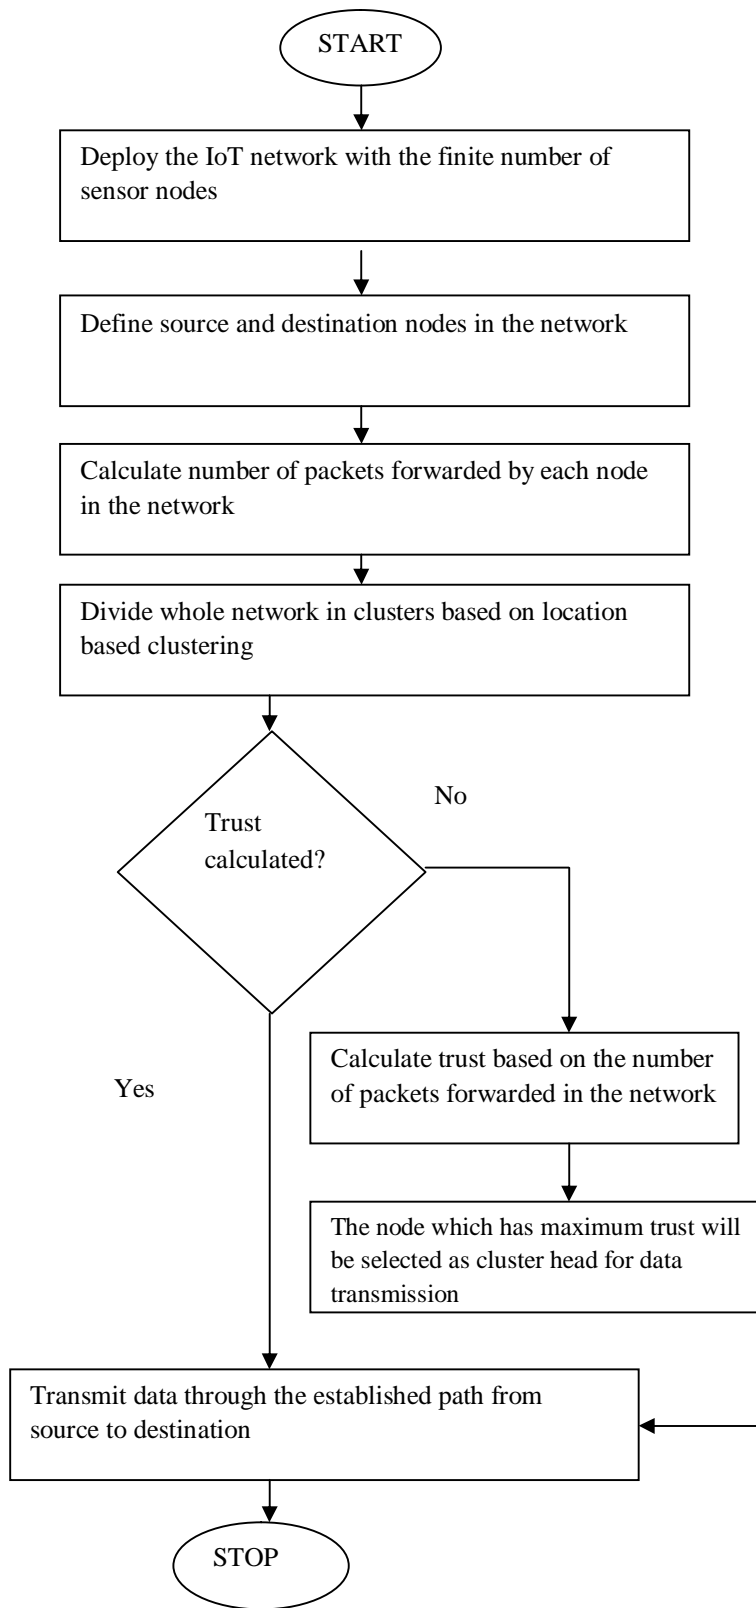 START
Deploy the IoT network with the finite number of
sensor nodes
Define source and destination nodes in the network
Calculate number of packets forwarded by each node
in the network
Divide whole network in clusters based on location
based clustering
No
Trust
calculated?
Calculate trust based on the number
of packets forwarded in the network
Yes
The node which has maximum trust will
be selected as cluster head for data
transmission
Transmit data through the established path from
source to destination
STOP